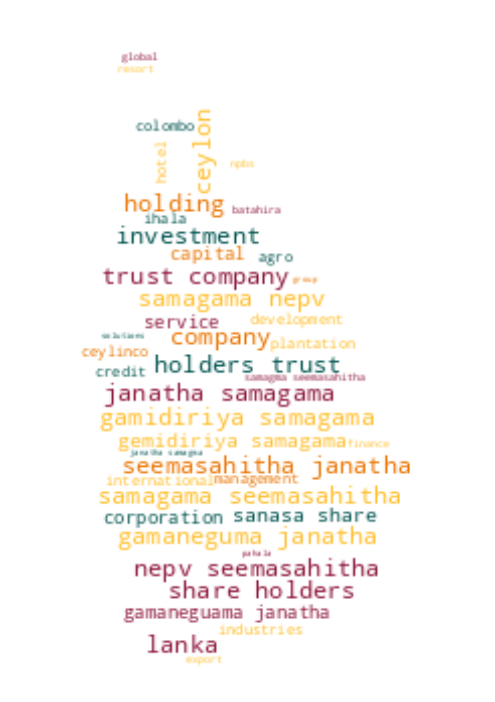 global
resort
colombo
ceylon
hotel
npbs
holding
batahira
ihala
investment
capital
agro
trust company
group
samagama nepv
service
development
solutions
company
plantation
ceylinco
holders trust
credit
samagma seemasahitha
janatha samagama
gamidiriya samagama
gemidiriya samagama
finance
janatha samagma
seemasahitha janatha
international
management
samagama seemasahitha
corporation
sanasa share
gamaneguma janatha
pahala
nepv seemasahitha
share holders
gamaneguama janatha
industries
lanka
export